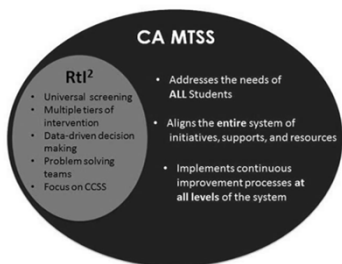 CA MTSS
RtI²
• Universal screening
• Multiple tiers of
intervention
• Data-driven decision
making
• Problem solving
teams
• Focus on CCSS
• Addresses the needs of
ALL Students
• Aligns the entire system of
initiatives, supports, and resources
• Implements continuous
improvement processes at
all levels of the system